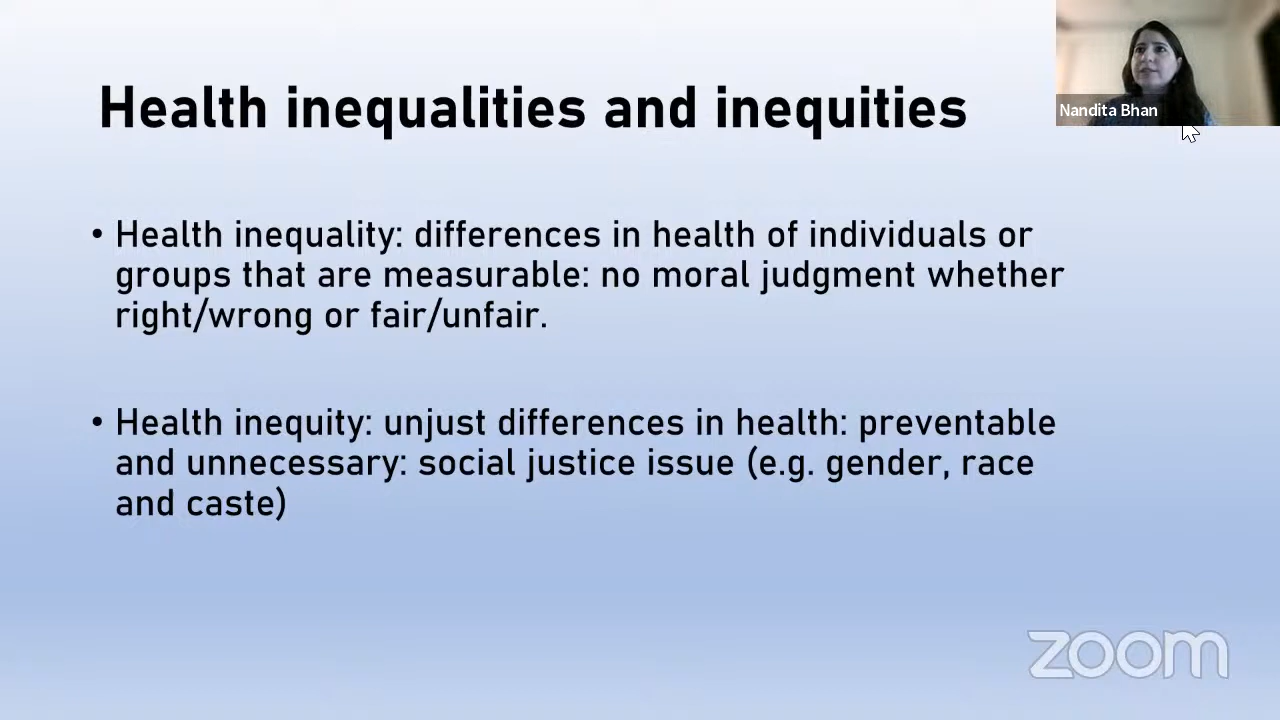 Health inequalities and inequities
Nandita Bhan
• Health inequality: differences in health of individuals or
groups that are measurable: no moral judgment whether
right/wrong or fair/unfair.
• Health inequity: unjust differences in health: preventable
and unnecessary: social justice issue (e.g. gender, race
and caste)
zoom